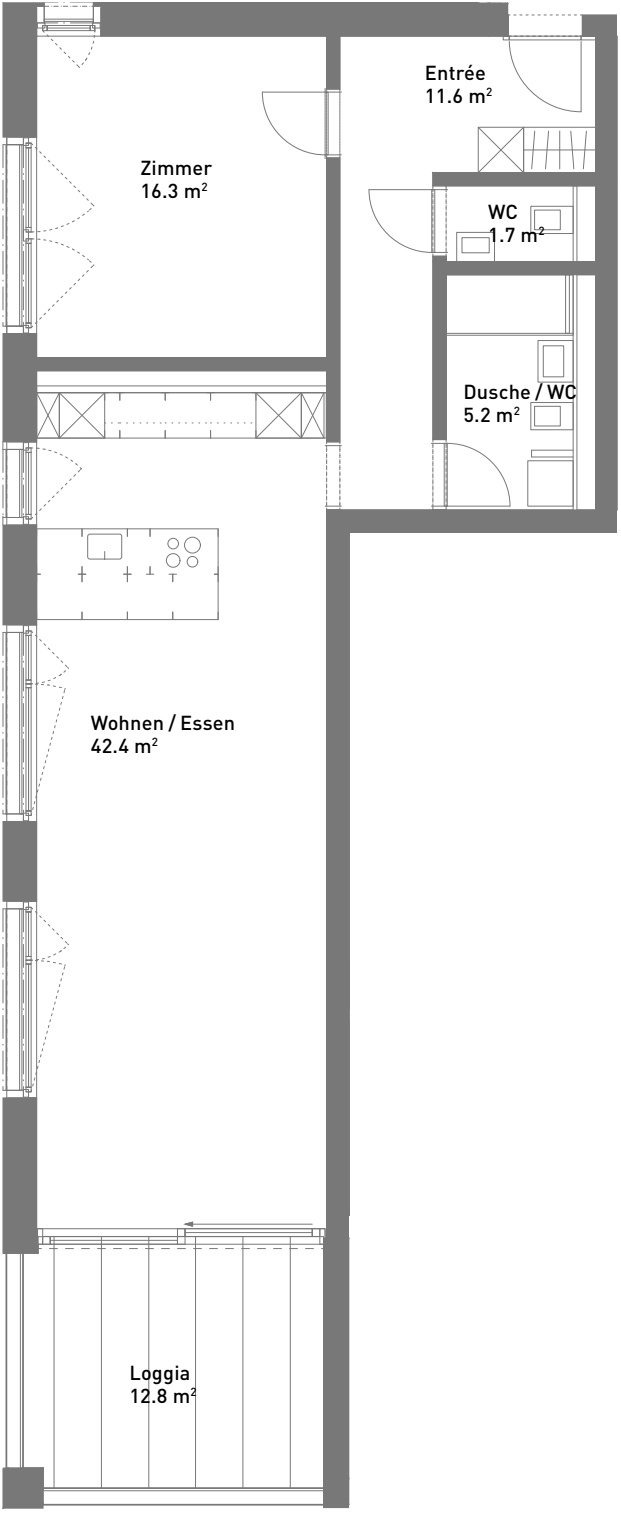 Entrée
11.6 m²
Zimmer
16.3 m²
WC
1.7 m²
Dusche / WC
5.2 m²
Wohnen / Essen
42.4 m²
Loggia
12.8 m²